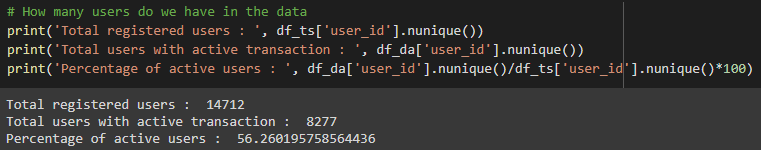 # How many users do we have in the data
print('Total registered users : ', df_ts['user_id'].nunique())
print('Total users with active transaction : ', df_da['user_id'].nunique())
print('Percentage of active users : ', df_da['user_id'].nunique()/df_ts['user_id'].nunique()*100)
Total registered users :  14712
Total users with active transaction :  8277
Percentage of active users :  56.260195758564436